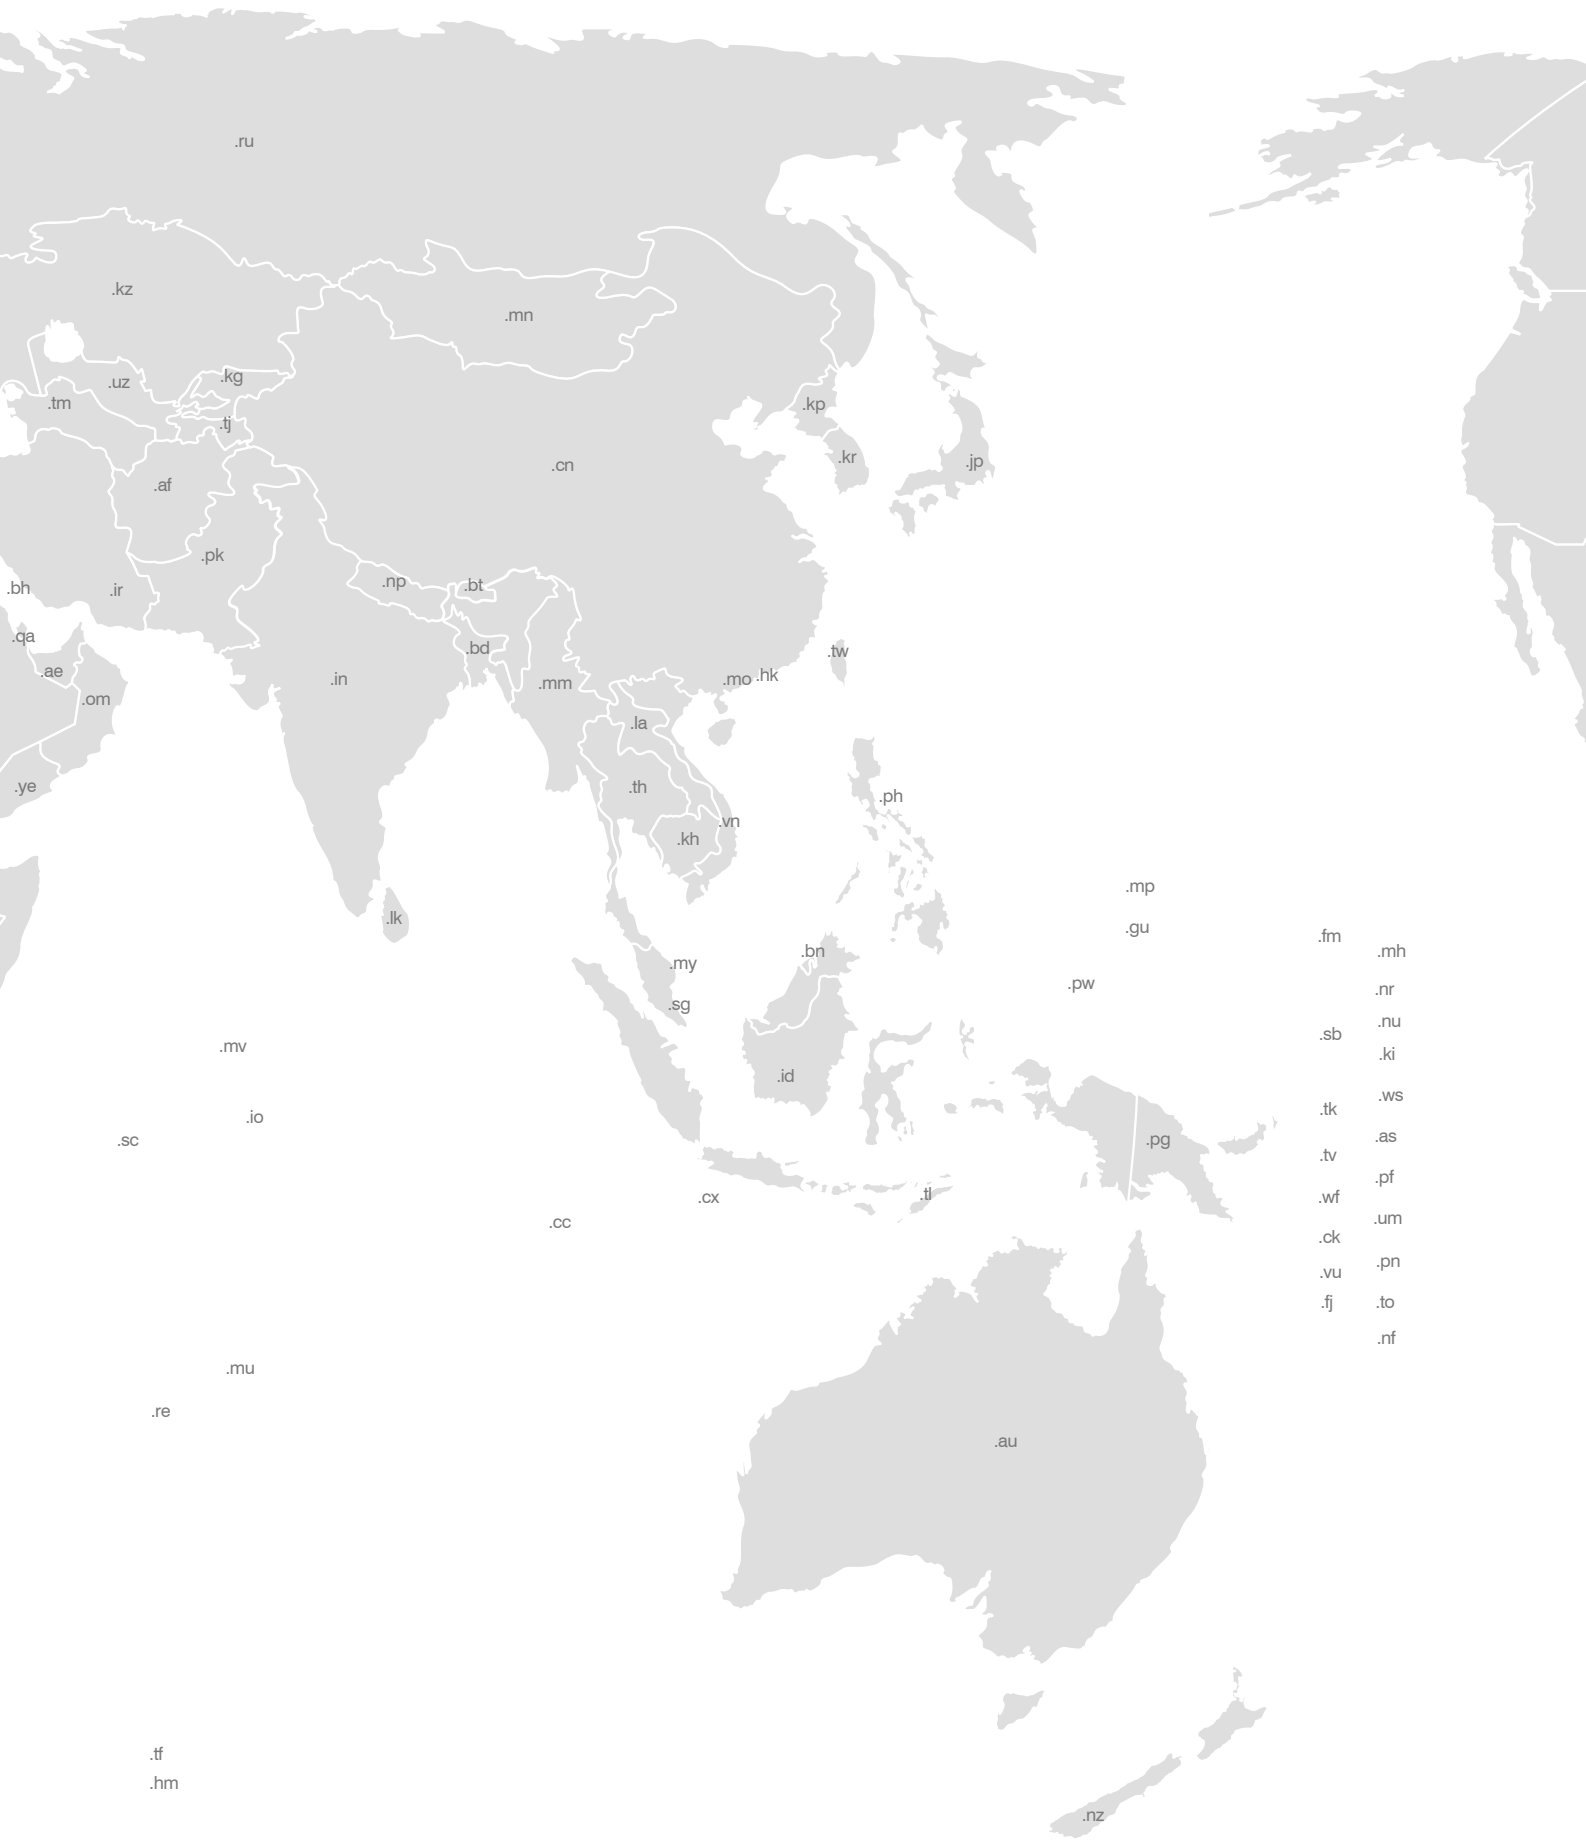 .ru
.kz
.mn
.kg
.uz
.tm
.kp
.tj
.kr
.jp
.cn
.af
.pk
.np
.bt
.bh
.ir
.qa
.bd
.tw
.ae
.hk
.in
.mo
.mm
.om
.la
.ye
.th
.ph
.vn
.kh
.mp
.lk
.gu
.fm
.bn
.mh
.my
.pw
.nr
.sg
.nu
.sb
.mv
.ki
.id
.ws
.tk
.io
.as
.sc
.pg
.tv
.pf
.tl
.cx
.wf
.um
.cc
.ck
.pn
.vu
.fj
.to
.nf
.mu
.re
.au
.tf
.hm
.nz